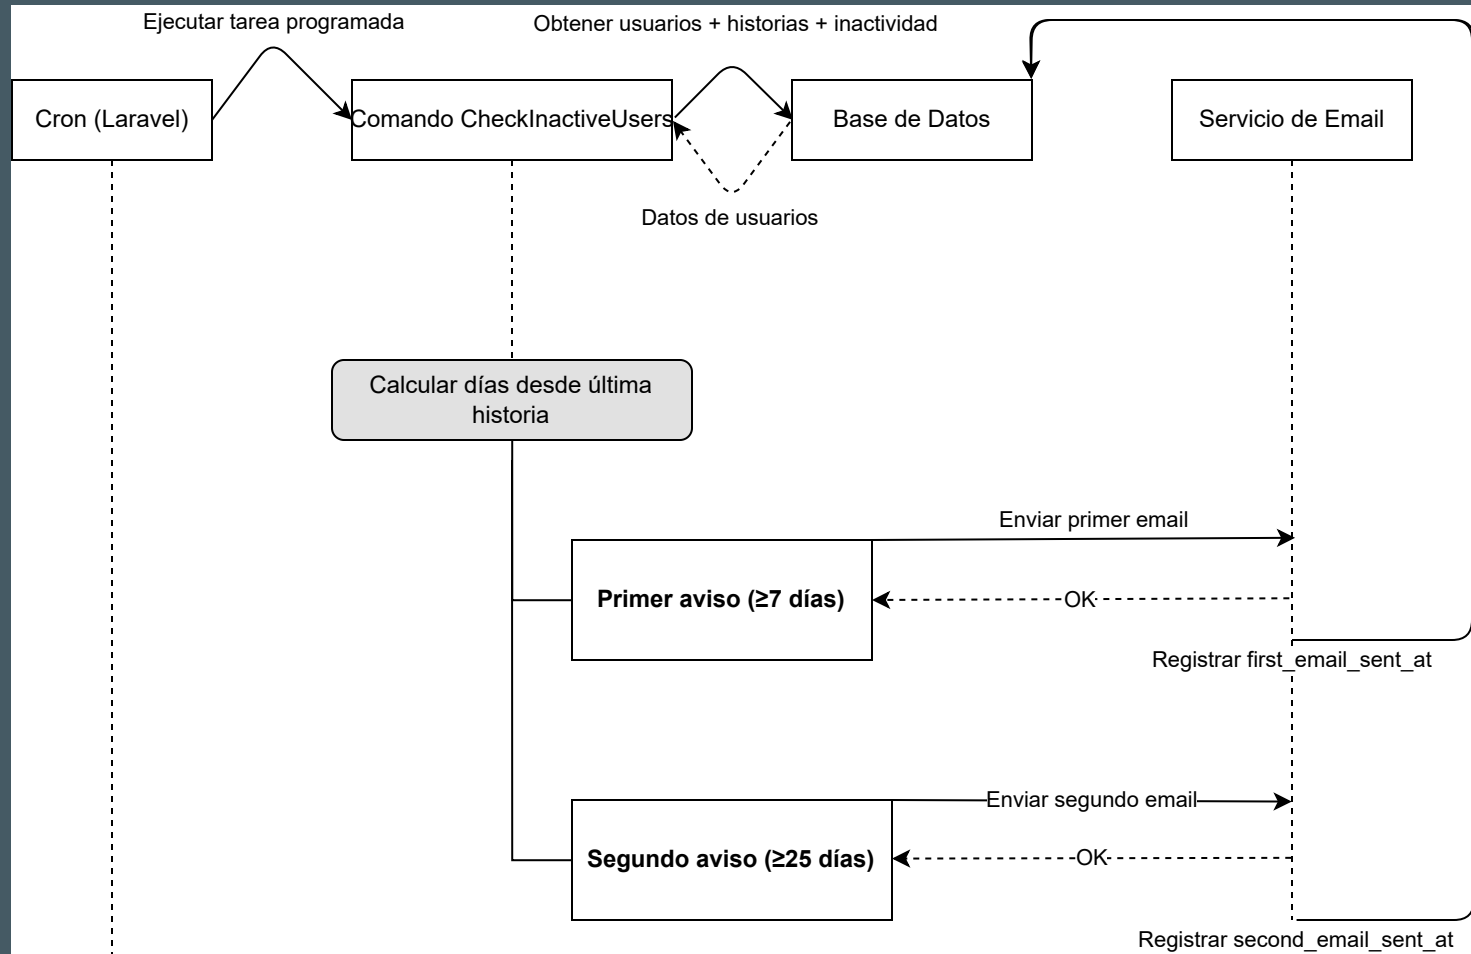 Ejecutar tarea programada
Obtener usuarios + historias + inactividad
Cron (Laravel)
Comando CheckInactiveUsers
Base de Datos
Servicio de Email
Datos de usuarios
Calcular días desde última
historia
Enviar primer email
Primer aviso (≥7 días)
OK
Registrar first_email_sent_at
Enviar segundo email
Segundo aviso (≥25 días)
OK
Registrar second_email_sent_at